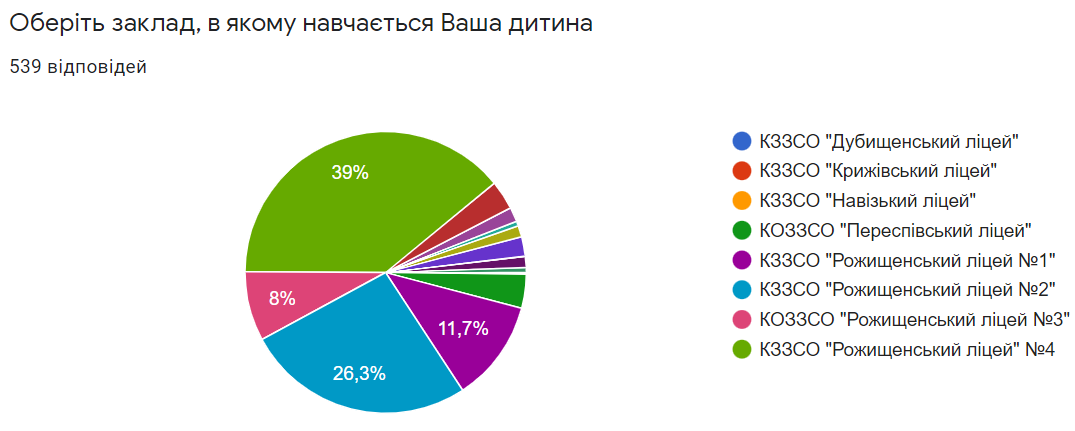 Оберіть заклад, в якому навчається Ваша дитина
539 відповідей
39%
8%
11,7%
26,3%
КЗЗСО "Дубищенський ліцей"
КЗЗСО "Крижівський ліцей"
КЗЗСО "Навізький ліцей"
КОЗЗСО "Переспівський ліцей"
КЗЗСО "Рожищенський ліцей №1"
КЗЗСО "Рожищенський ліцей №2"
КОЗЗСО "Рожищенський ліцей №3"
КЗЗСО "Рожищенський ліцей" №4